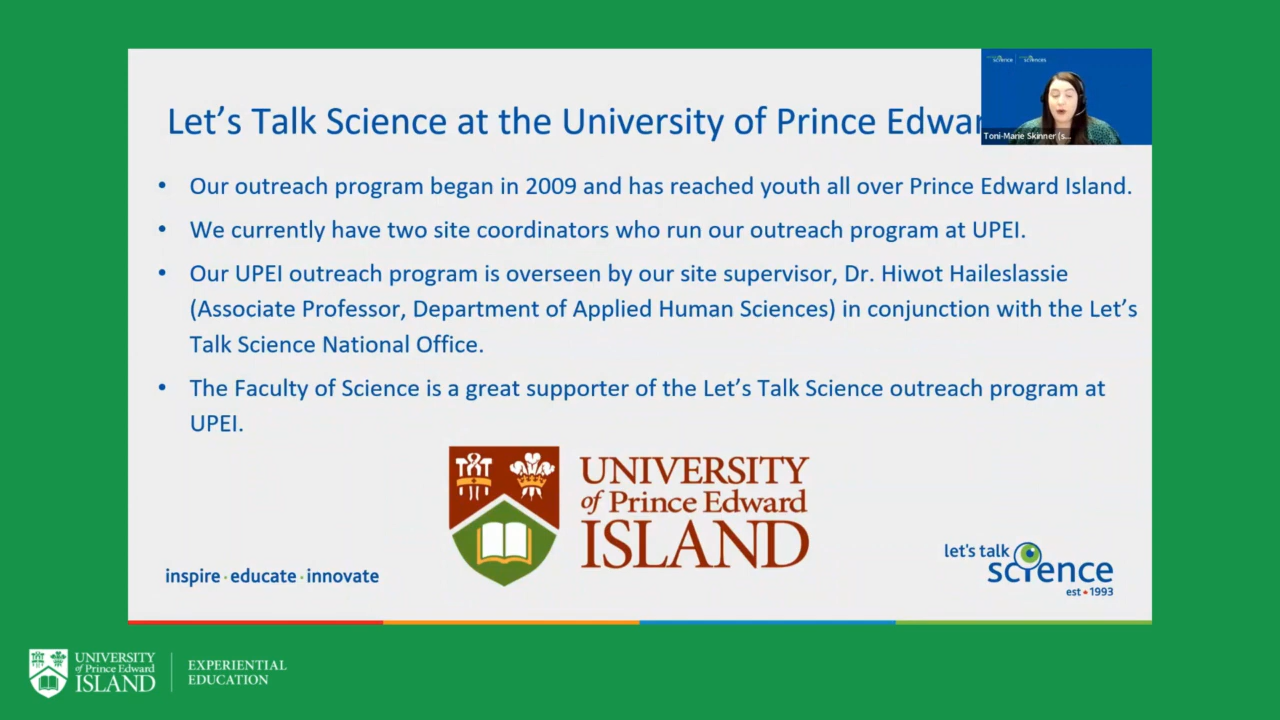 Let's Talk Science at the University of Prince Edwar
Toni-Marie Skinner (s...
• Our outreach program began in 2009 and has reached youth all over Prince Edward Island.
• We currently have two site coordinators who run our outreach program at UPEI.
• Our UPEI outreach program is overseen by our site supervisor, Dr. Hiwot Haileslassie
(Associate Professor, Department of Applied Human Sciences) in conjunction with the Let's
Talk Science National Office.
• The Faculty of Science is a great supporter of the Let's Talk Science outreach program at
UPEI.
UNIVERSITY
of Prince Edward
ISLAND
inspire · educate · innovate
let's talk
science
est 1993
UNIVERSITY
of Prince Edward
ISLAND
EXPERIENTIAL
EDUCATION